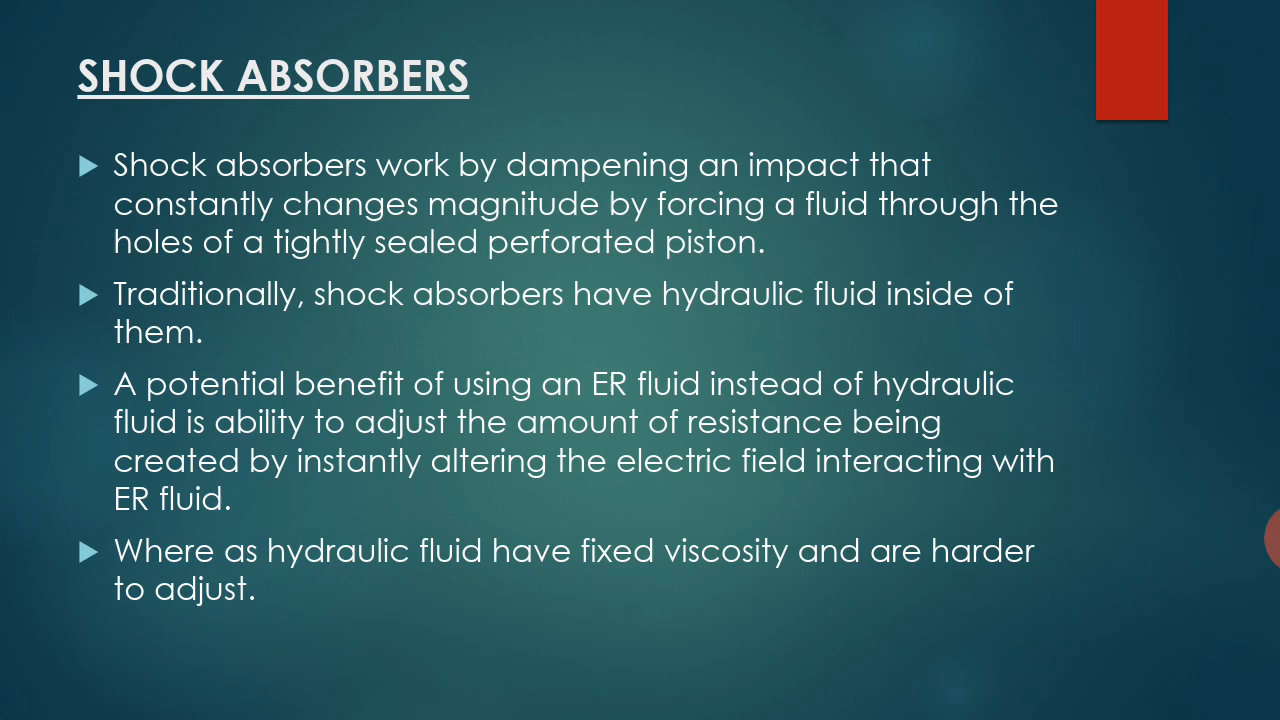 SHOCK ABSORBERS
Shock absorbers work by dampening an impact that
constantly changes magnitude by forcing a fluid through the
holes of a tightly sealed perforated piston.
Traditionally, shock absorbers have hydraulic fluid inside of
them.
A potential benefit of using an ER fluid instead of hydraulic
fluid is ability to adjust the amount of resistance being
created by instantly altering the electric field interacting with
ER fluid.
Where as hydraulic fluid have fixed viscosity and are harder
to adjust.